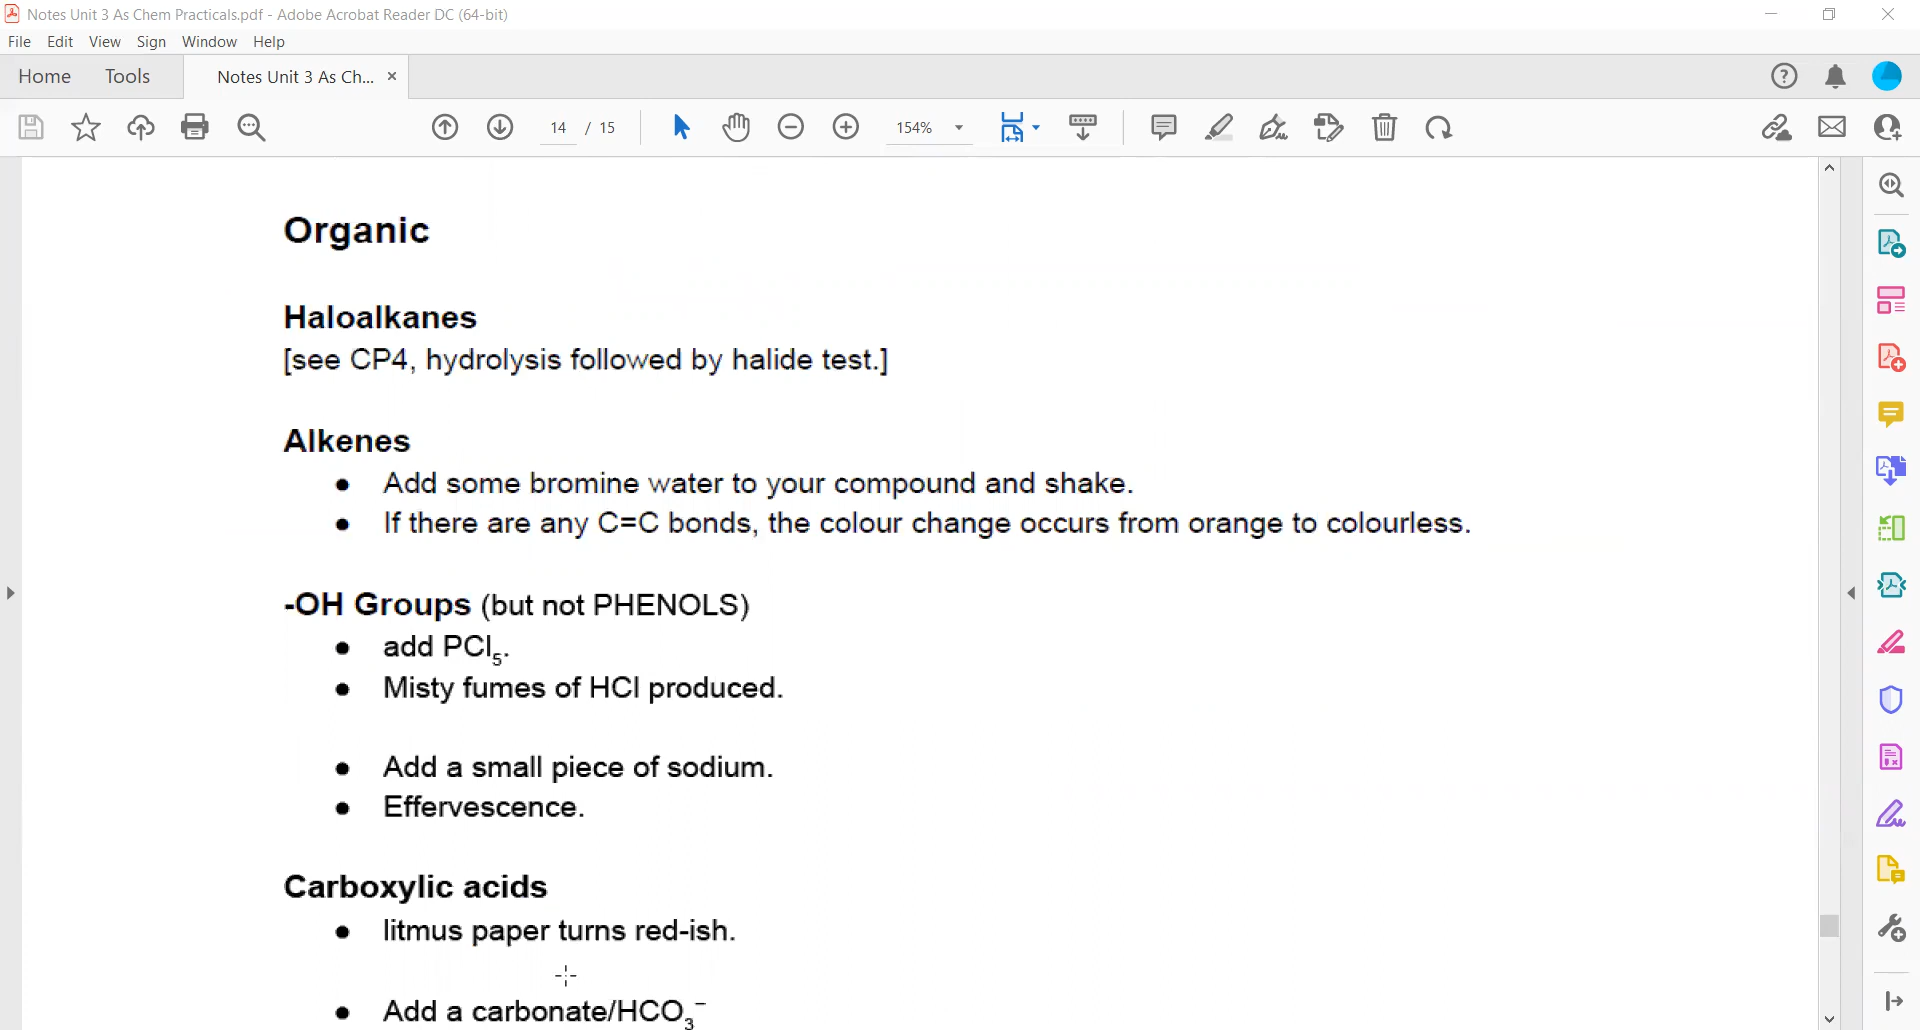 Notes Unit 3 As Chem Practicals.pdf - Adobe Acrobat Reader DC (64-bit)
File Edit View Sign Window Help
Home Tools Notes Unit 3 As Ch... ×
14 / 15 154%
Organic
Haloalkanes
[see CP4, hydrolysis followed by halide test.]
Alkenes
● Add some bromine water to your compound and shake.
● If there are any C=C bonds, the colour change occurs from orange to colourless.
-OH Groups (but not PHENOLS)
● add PCl₅.
● Misty fumes of HCl produced.
● Add a small piece of sodium.
● Effervescence.
Carboxylic acids
● litmus paper turns red-ish.
● Add a carbonate/HCO₃⁻